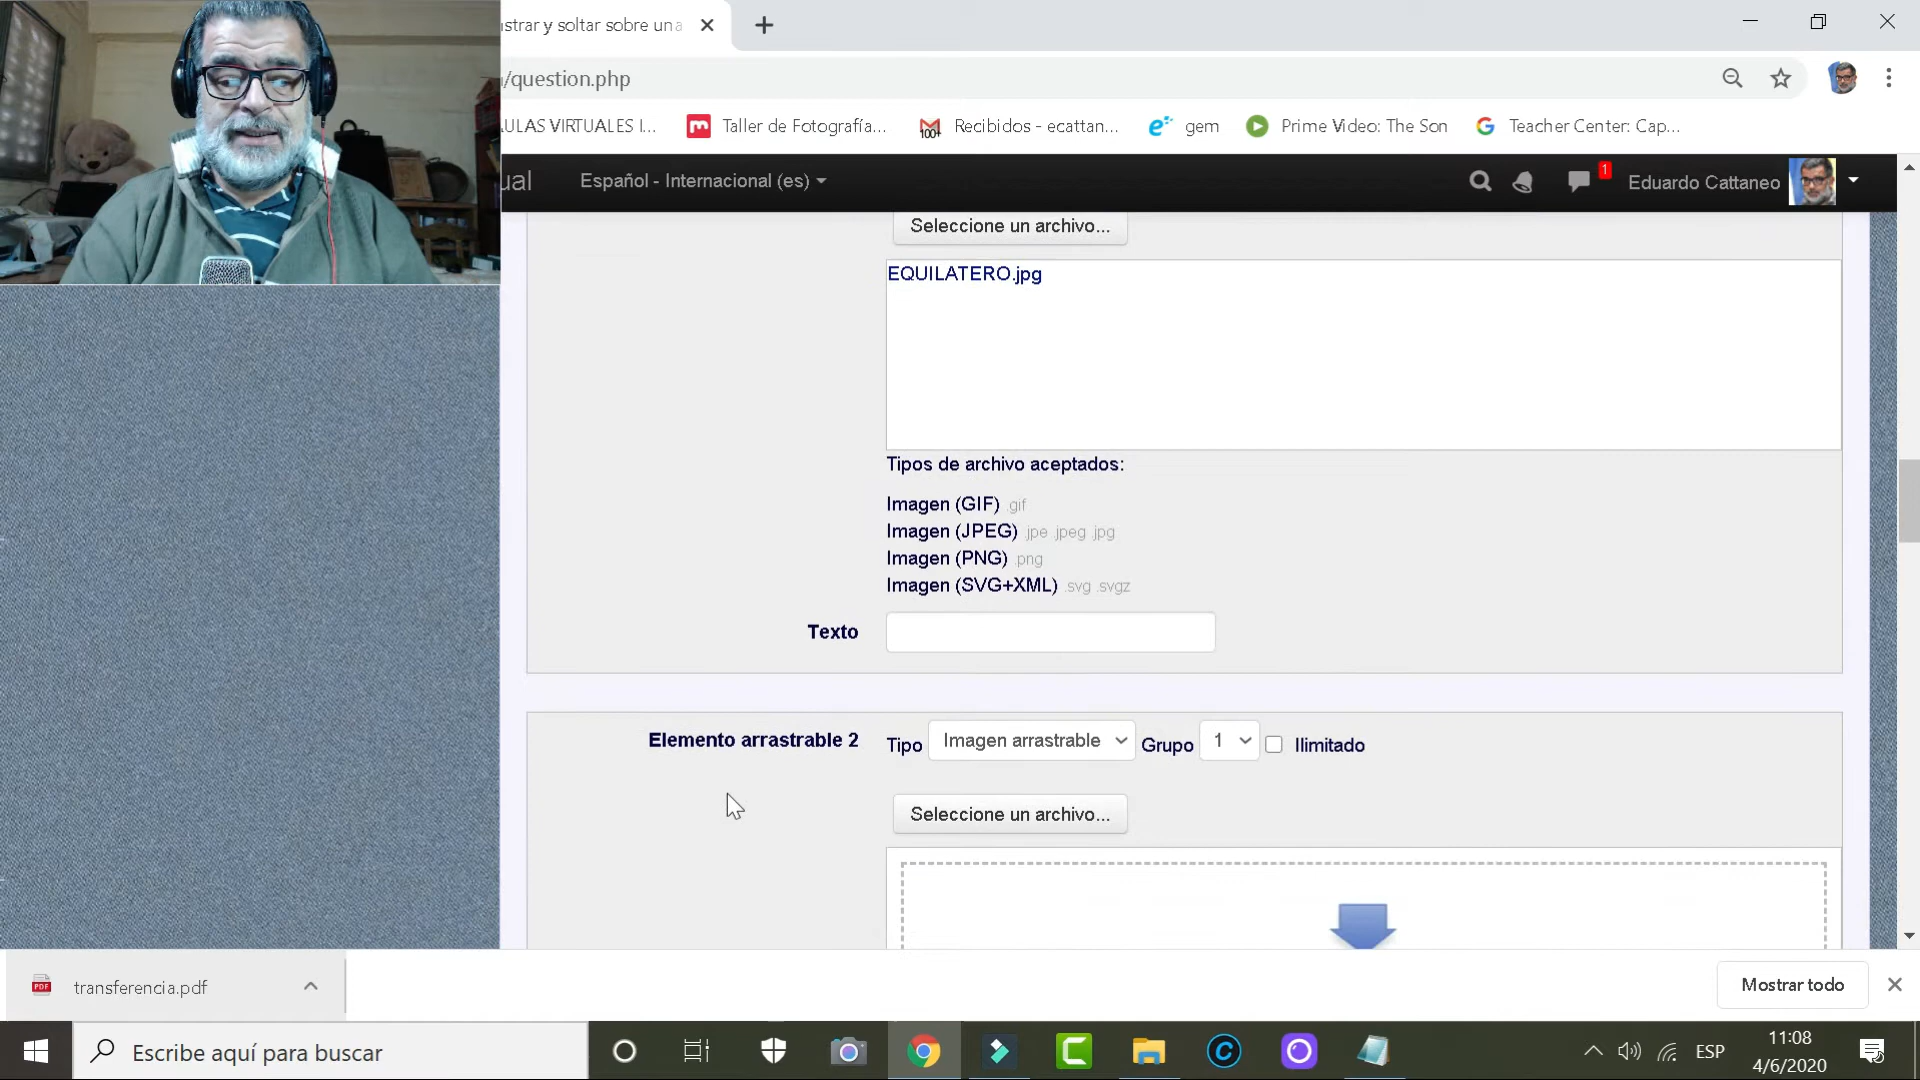 strar y soltar sobre una
/question.php
ULAS VIRTUALES I...
Taller de Fotografía...
100+
Recibidos - ecattan...
gem
Prime Video: The Son
Teacher Center: Cap...
ual
Español - Internacional (es)
1
Eduardo Cattaneo
Seleccione un archivo...
EQUILATERO.jpg
Tipos de archivo aceptados:
Imagen (GIF) .gif
Imagen (JPEG) .jpe .jpeg .jpg
Imagen (PNG) .png
Imagen (SVG+XML) .svg .svgz
Texto
Elemento arrastrable 2
Tipo Imagen arrastrable Grupo 1 Ilimitado
Seleccione un archivo...
PDF
transferencia.pdf
Mostrar todo
Escribe aquí para buscar
ESP
11:08
4/6/2020